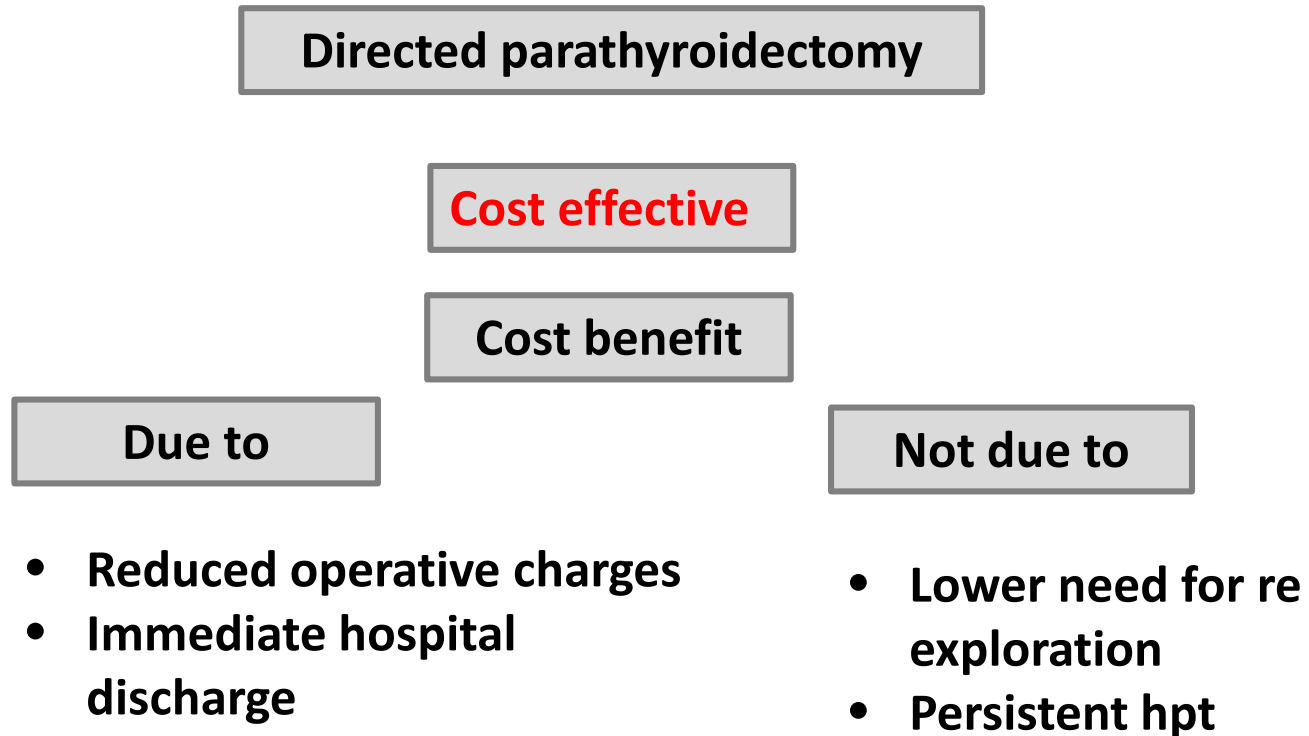 Directed parathyroidectomy
Cost effective
Cost benefit
Due to
• Reduced operative charges
• Immediate hospital
discharge
Not due to
• Lower need for re
exploration
• Persistent hpt